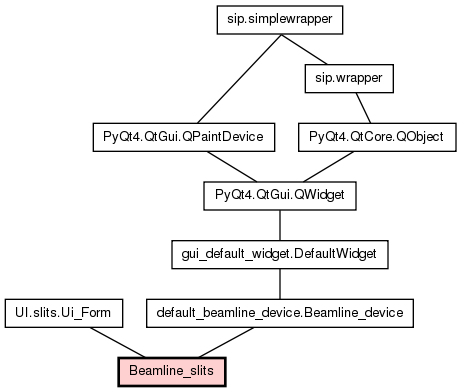 sip.simplewrapper
sip.wrapper
PyQt4.QtGui.QPaintDevice
PyQt4.QtCore.QObject
PyQt4.QtGui.QWidget
gui_default_widget.DefaultWidget
UI.slits.Ui_Form
default_beamline_device.Beamline_device
Beamline_slits